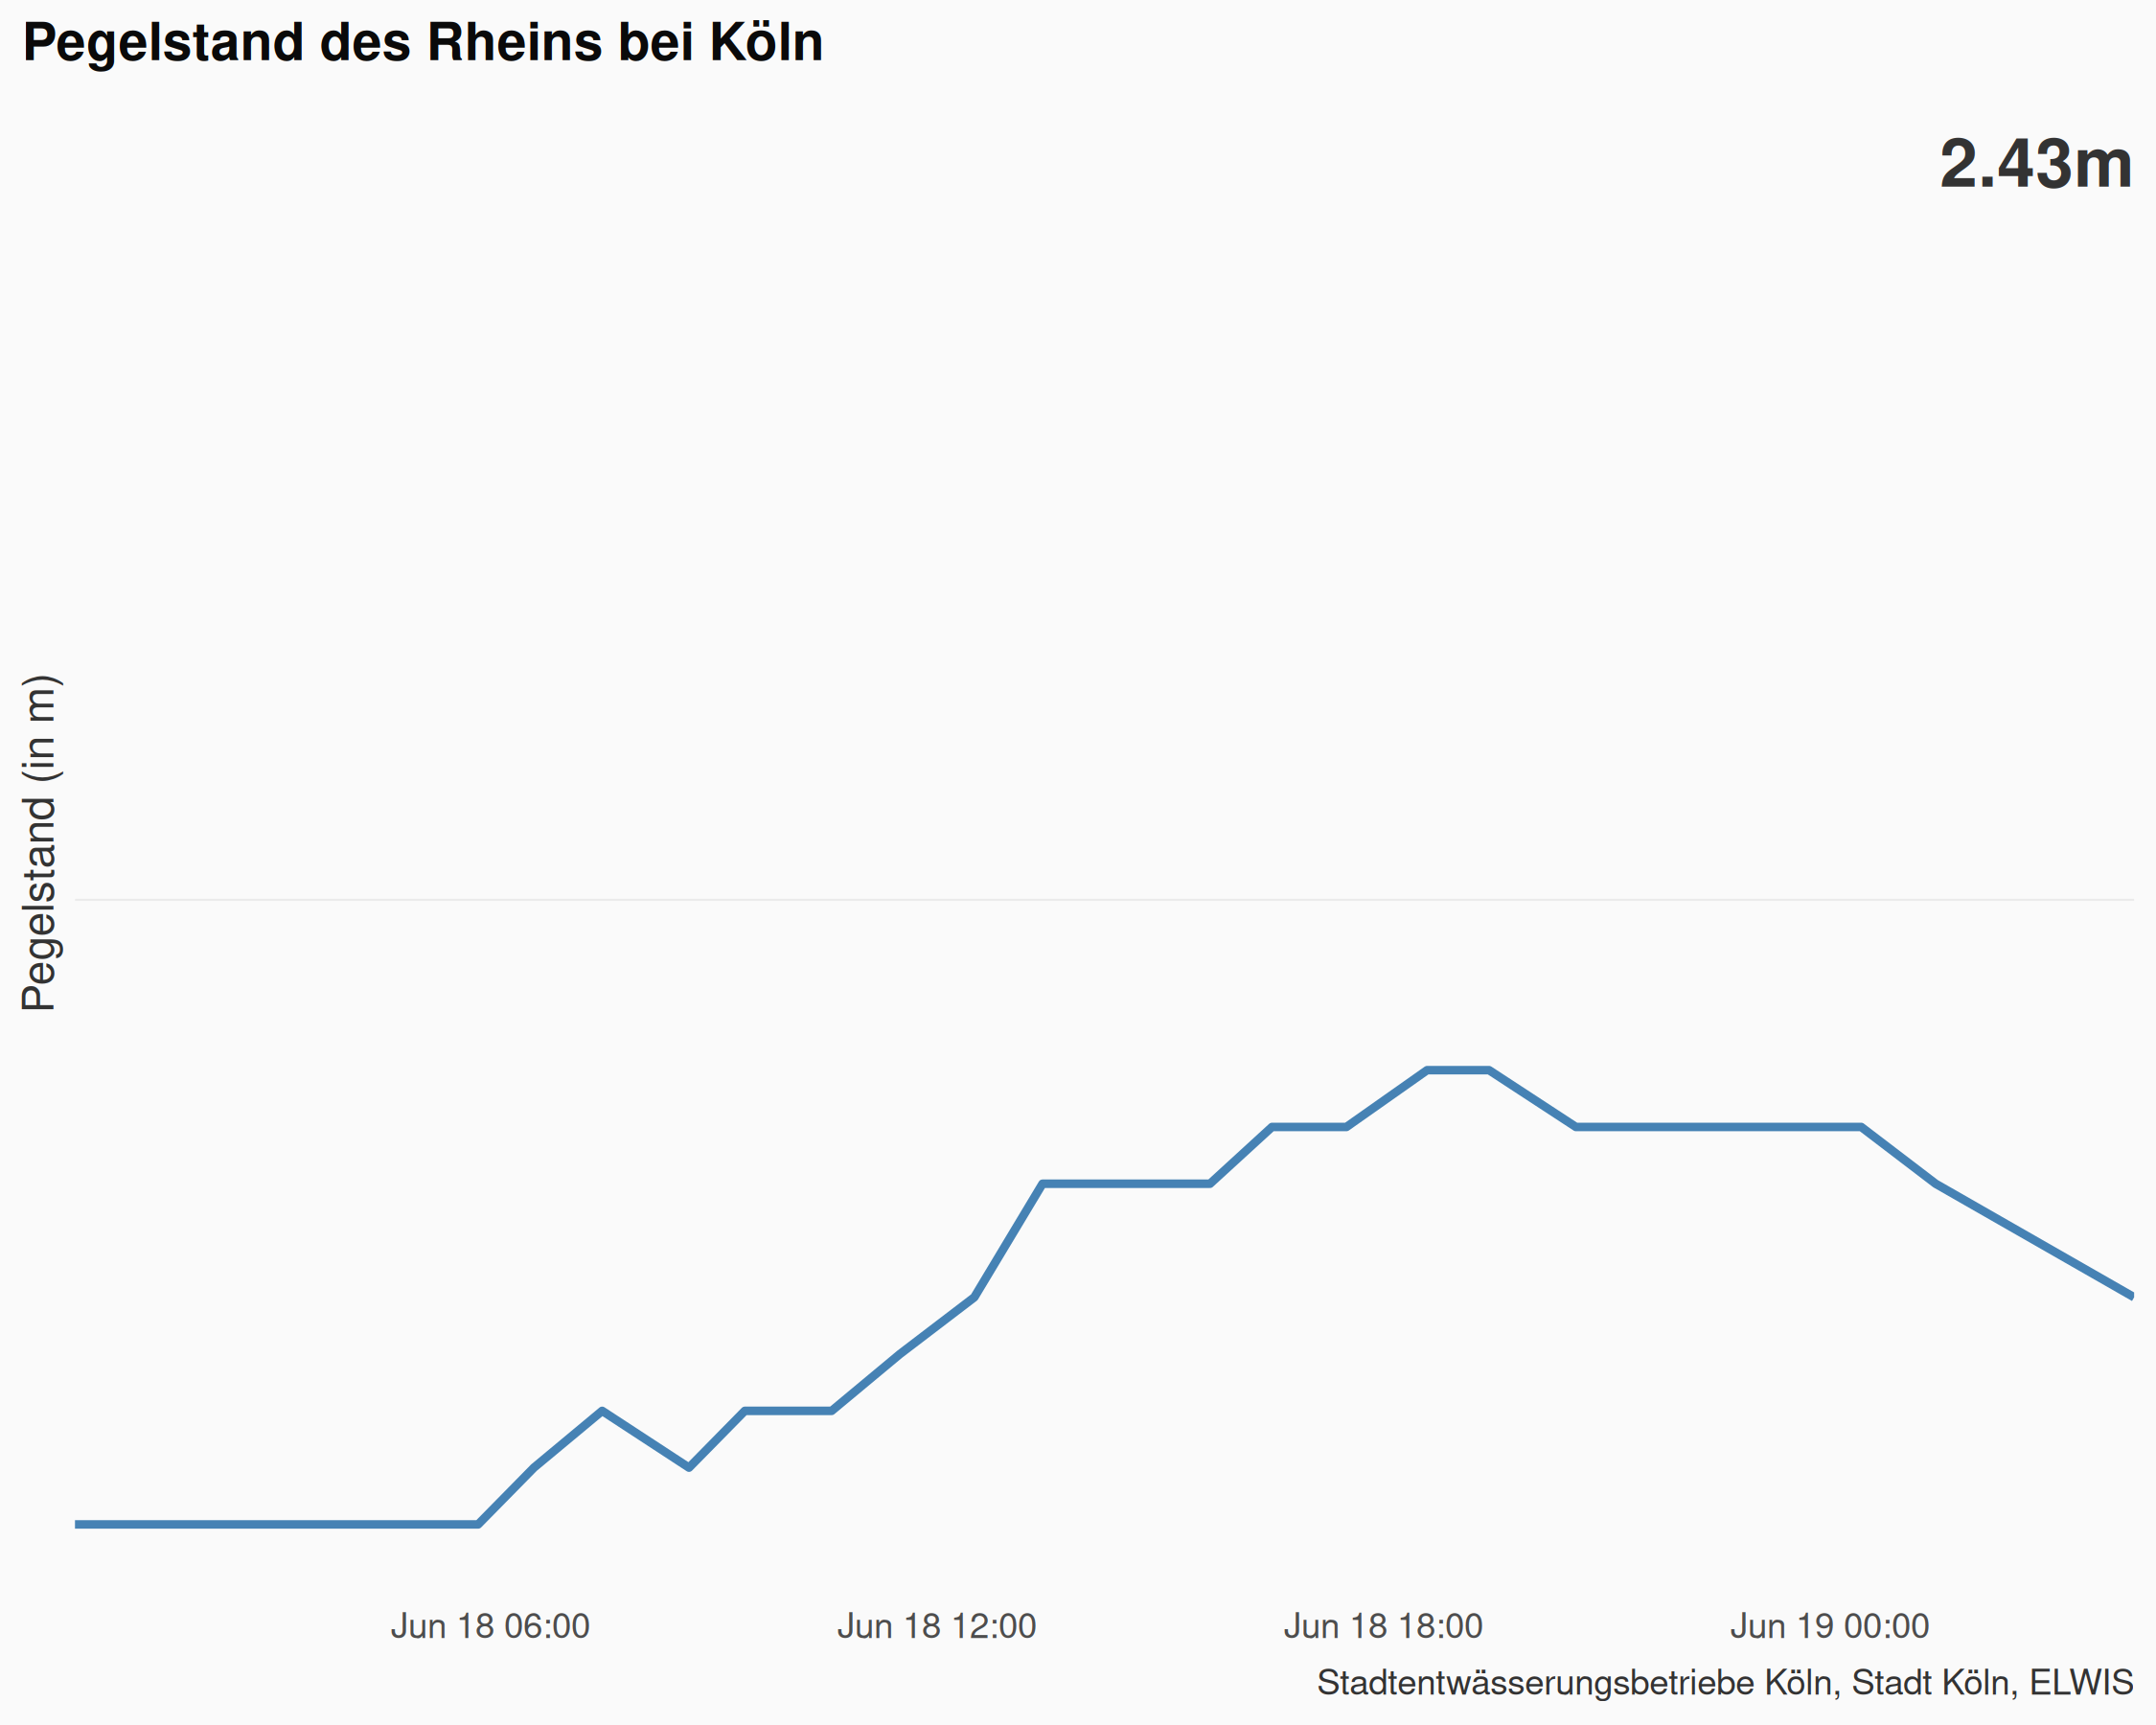 Pegelstand des Rheins bei Köln
2.43m
Pegelstand (in m)
Jun 18 06:00
Jun 18 12:00
Jun 18 18:00
Jun 19 00:00
Stadtentwässerungsbetriebe Köln, Stadt Köln, ELWIS